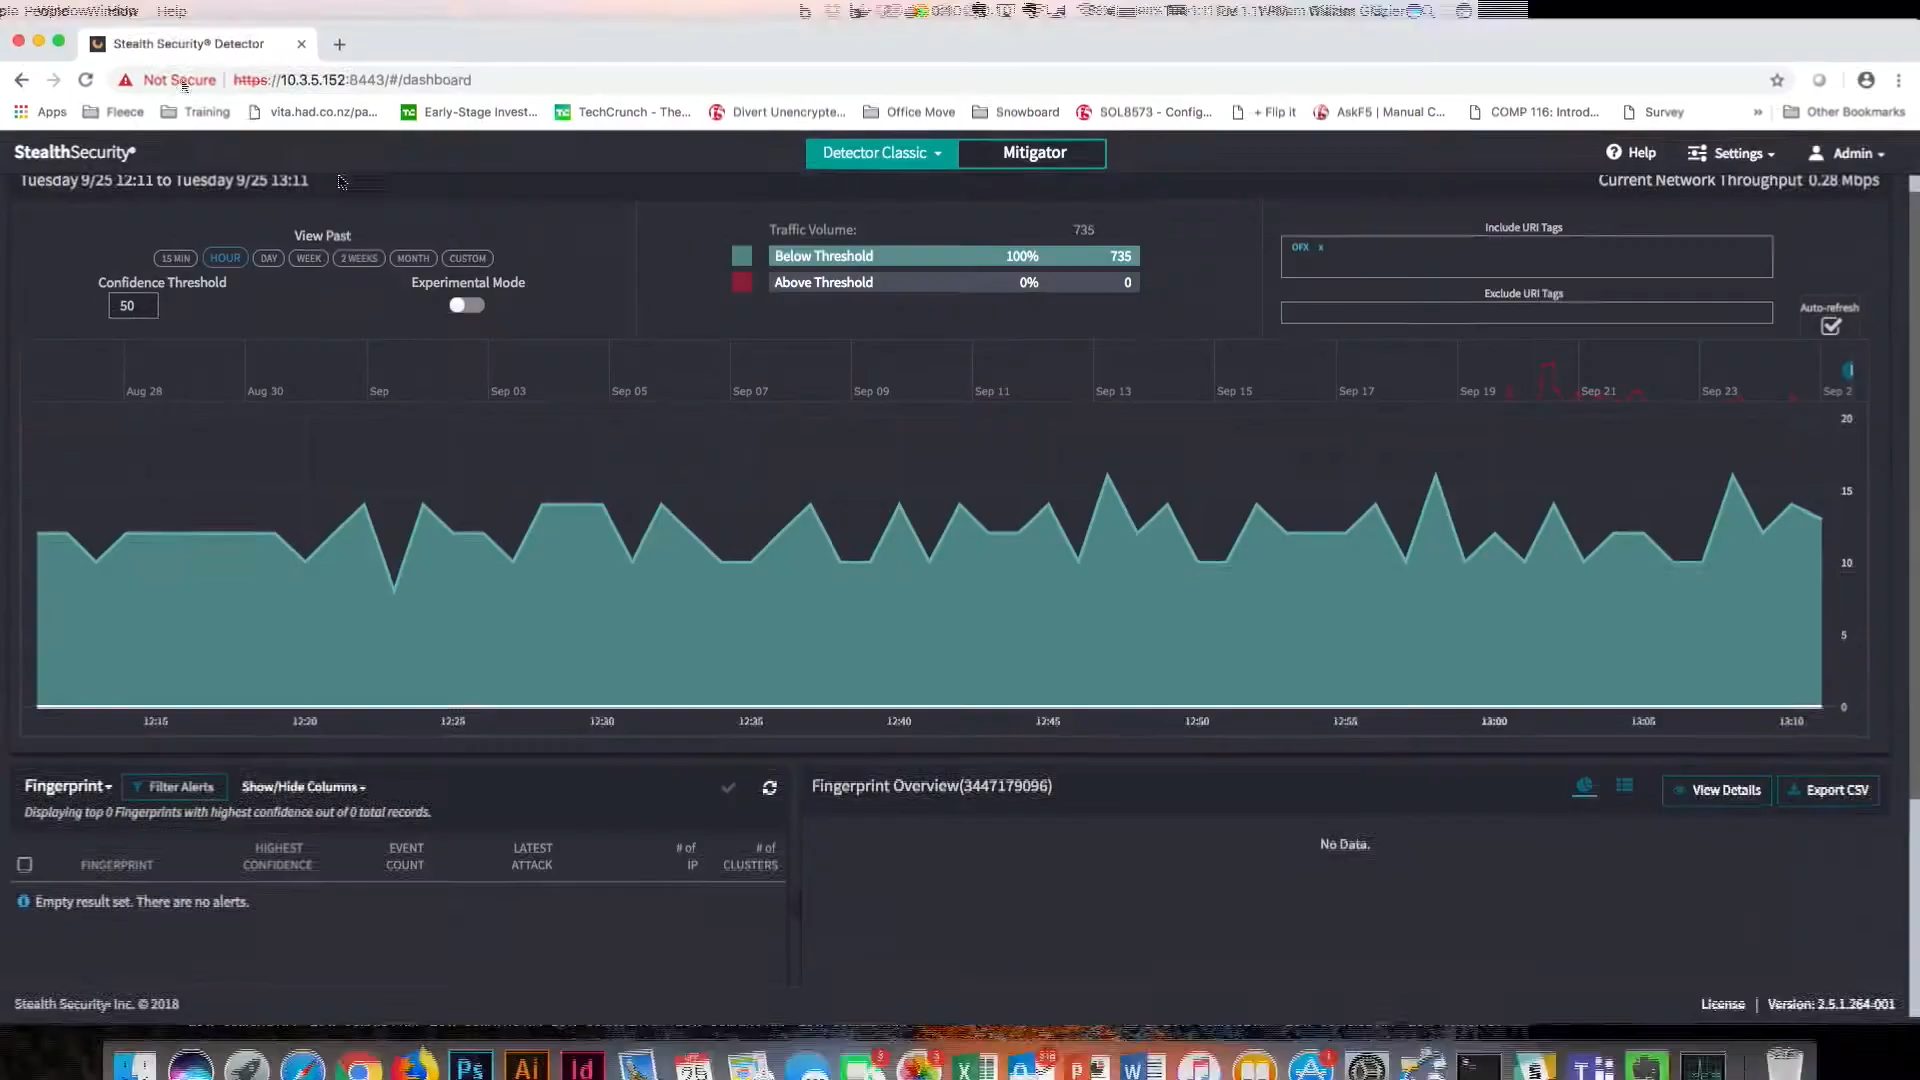 Help
Stealth Security® Detector
Not Secure https://10.3.5.152:8443/#/dashboard
Apps Fleece Training vita.had.co.nz/pa... Early-Stage Invest... TechCrunch - The... Divert Unencrypte... Office Move Snowboard SOL8573 - Config... + Flip it AskF5 | Manual C... COMP 116: Introd... Survey » Other Bookmarks
StealthSecurity® Detector Classic Mitigator Help Settings Admin
Tuesday 9/25 12:11 to Tuesday 9/25 13:11 Current Network Throughput 0.28 Mbps
View Past
15 MIN HOUR DAY WEEK 2 WEEKS MONTH CUSTOM
Confidence Threshold Experimental Mode
50
Traffic Volume: 735
Below Threshold 100% 735
Above Threshold 0% 0
Include URI Tags
OFX x
Exclude URI Tags
Auto-refresh
Aug 28 Aug 30 Sep Sep 03 Sep 05 Sep 07 Sep 09 Sep 11 Sep 13 Sep 15 Sep 17 Sep 19 Sep 21 Sep 23 Sep 2
20
15
10
5
0
12:15 12:20 12:25 12:30 12:35 12:40 12:45 12:50 12:55 13:00 13:05 13:10
Fingerprint Filter Alerts Show/Hide Columns
Displaying top 0 Fingerprints with highest confidence out of 0 total records.
FINGERPRINT HIGHEST CONFIDENCE EVENT COUNT LATEST ATTACK # of IP # of CLUSTERS
Empty result set. There are no alerts.
Fingerprint Overview(3447179096) View Details Export CSV
No Data.
Stealth Security, Inc. © 2018 License | Version: 2.5.1.264-001
Ps Ai Id